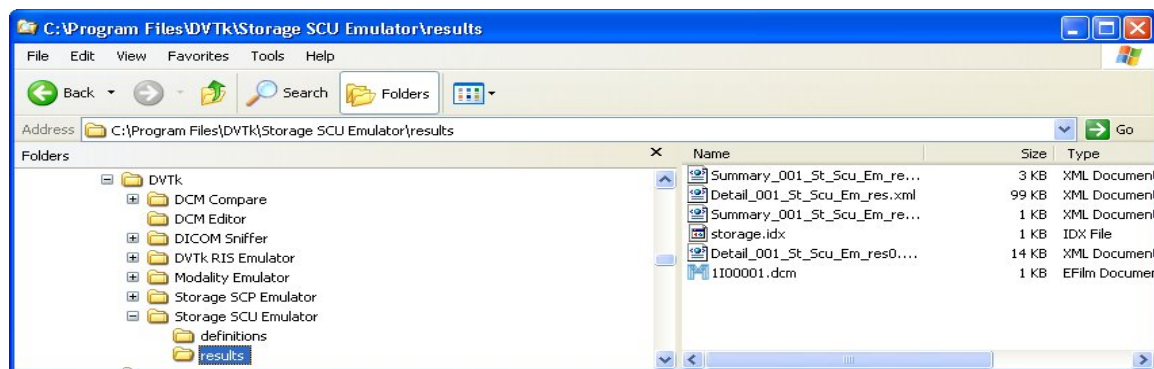 C:\Program Files\DVTk\Storage SCU Emulator\results
File Edit View Favorites Tools Help
Back Search Folders
Address C:\Program Files\DVTk\Storage SCU Emulator\results Go
Folders Name Size Type
DVTk Summary_001_St_Scu_Em_re... 3 KB XML Document
DCM Compare Detail_001_St_Scu_Em_res.xml 99 KB XML Document
DCM Editor Summary_001_St_Scu_Em_re... 1 KB XML Document
DICOM Sniffer storage.idx 1 KB IDX File
DVTk RIS Emulator Detail_001_St_Scu_Em_res0.... 14 KB XML Document
Modality Emulator 1I00001.dcm 1 KB EFilm Documen
Storage SCP Emulator
Storage SCU Emulator
definitions
results